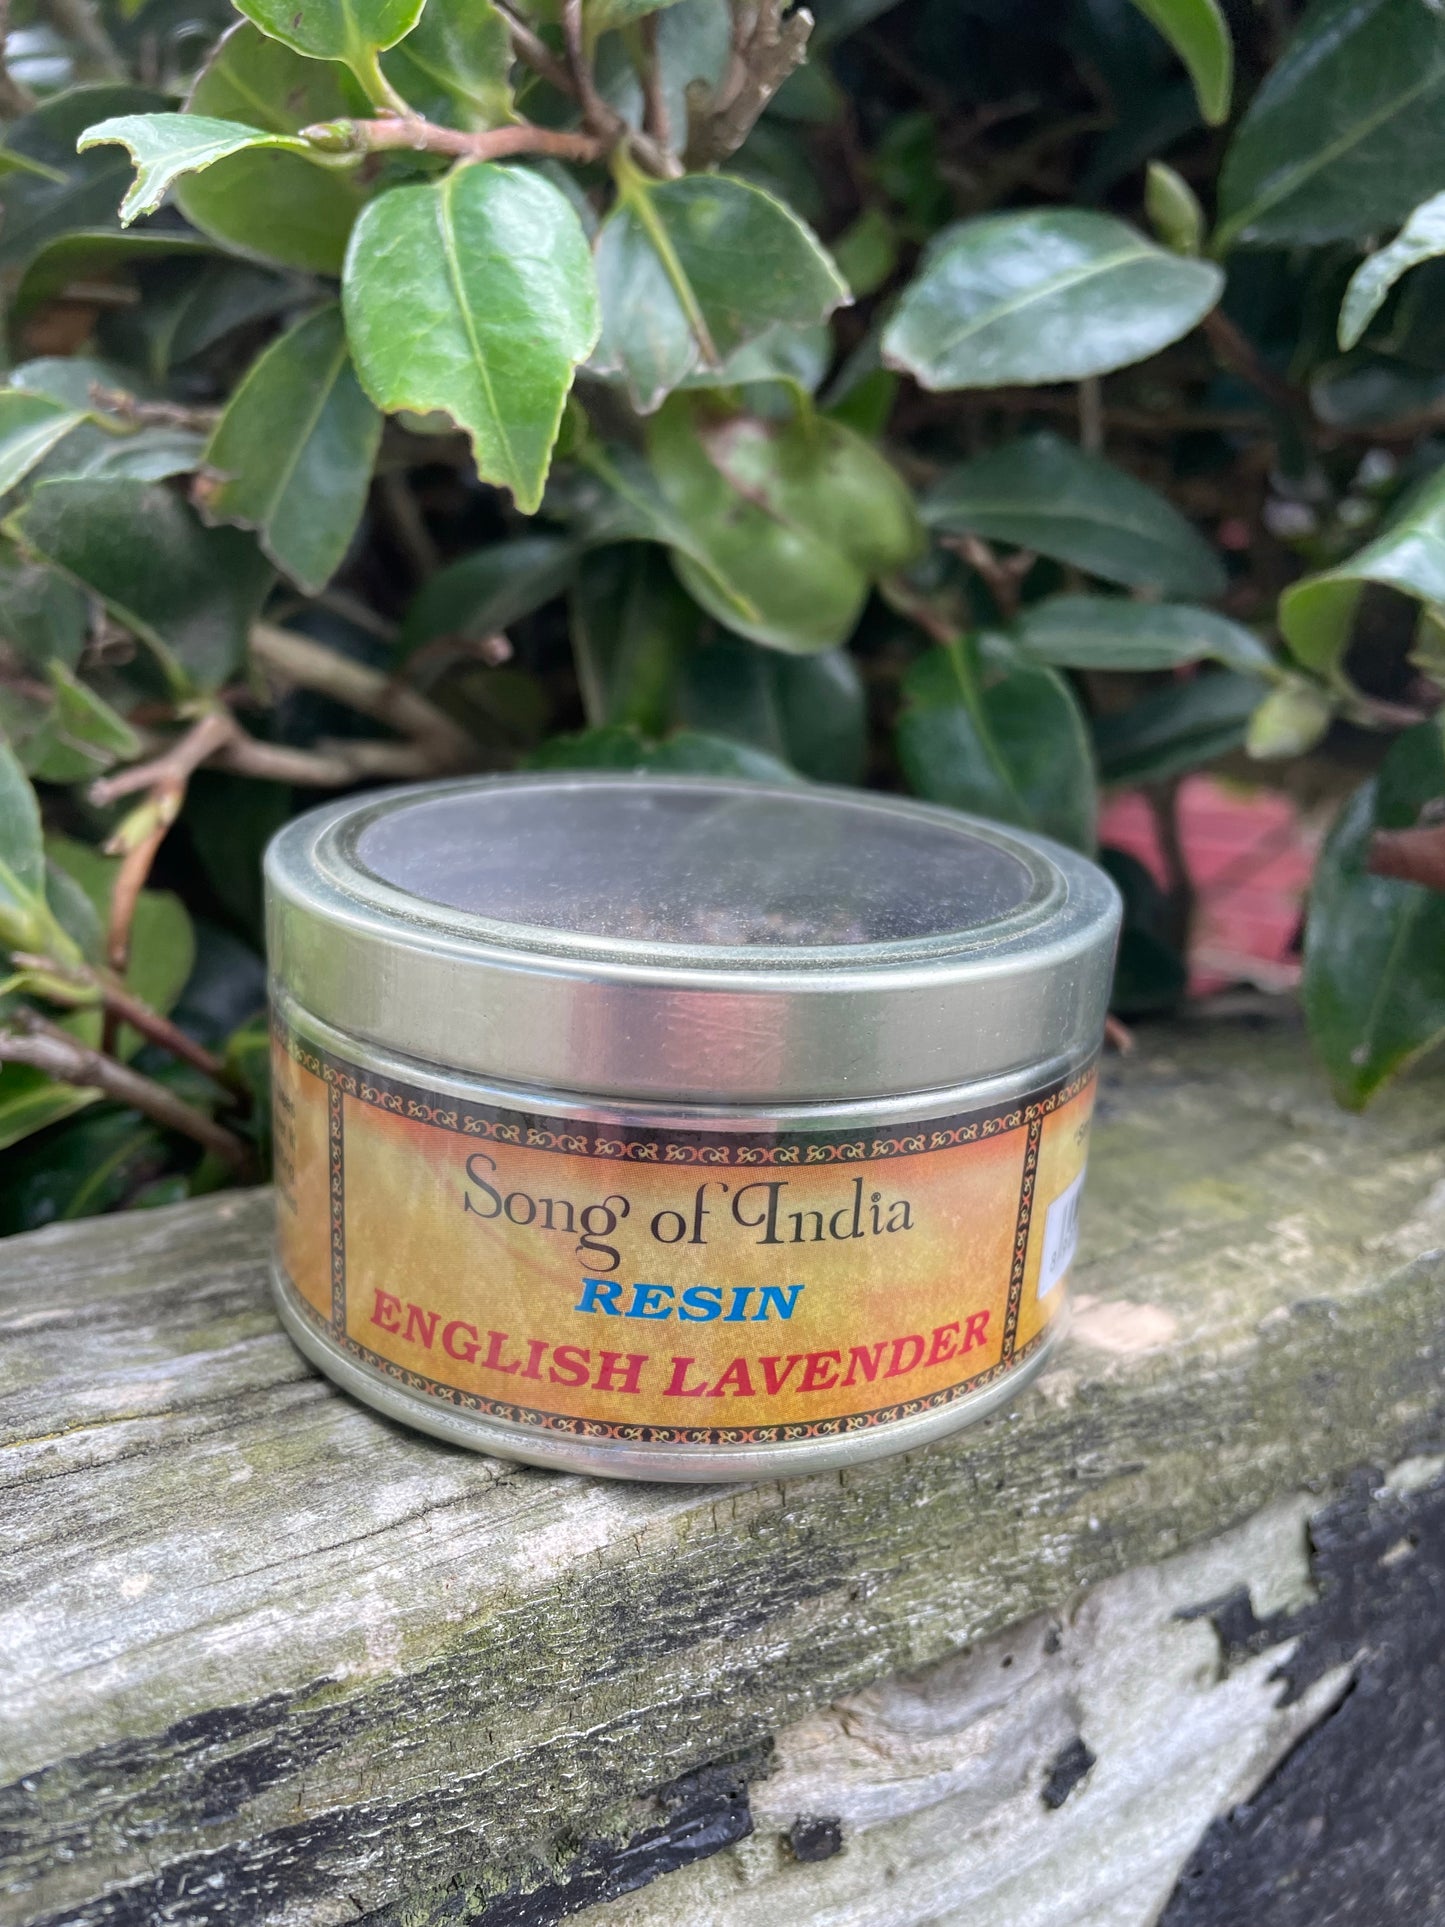 Song of India
RESIN
ENGLISH LAVENDER